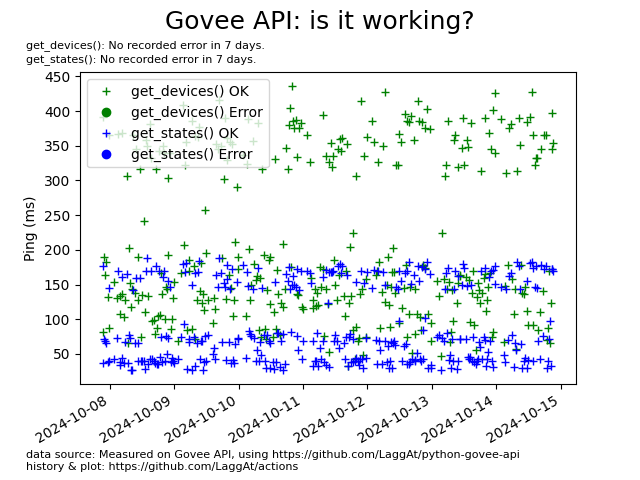 Govee API: is it working?
get_devices(): No recorded error in 7 days.
get_states(): No recorded error in 7 days.
450
400
350
300
250
200
150
100
50
Ping (ms)
get_devices() OK
get_devices() Error
get_states() OK
get_states() Error
2024-10-08
2024-10-09
2024-10-10
2024-10-11
2024-10-12
2024-10-13
2024-10-14
2024-10-15
data source: Measured on Govee API, using https://github.com/LaggAt/python-govee-api
history & plot: https://github.com/LaggAt/actions